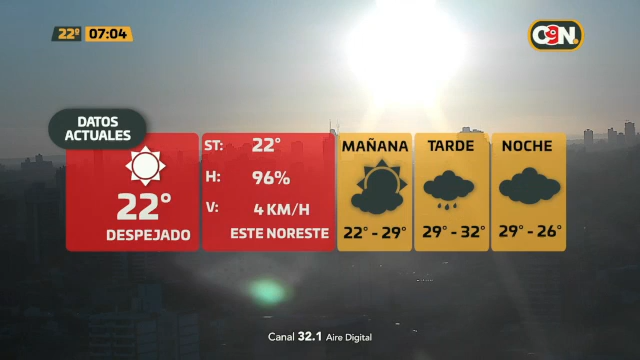 22º 07:04
C9N.
DATOS
ACTUALES
22°
DESPEJADO
ST: 22°
H: 96%
V: 4 KM/H
ESTE NORESTE
MAÑANA
22° - 29°
TARDE
29° - 32°
NOCHE
29° - 26°
Canal 32.1 Aire Digital